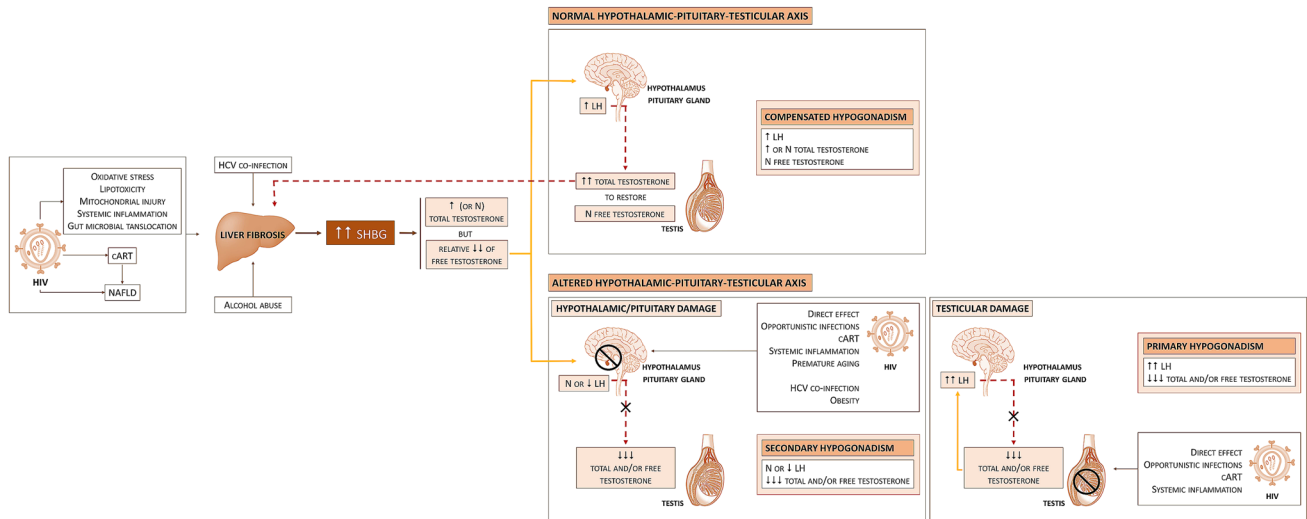 NORMAL HYPOTHALAMIC-PITUITARY-TESTICULAR AXIS
HYPOTHALAMUS
PITUITARY GLAND
↑ LH
COMPENSATED HYPOGONADISM
↑ LH
↑ OR N TOTAL TESTOSTERONE
N FREE TESTOSTERONE
↑↑ TOTAL TESTOSTERONE
TO RESTORE
N FREE TESTOSTERONE
TESTIS
OXIDATIVE STRESS
LIPOTOXICITY
MITOCHONDRIAL INJURY
SYSTEMIC INFLAMMATION
GUT MICROBIAL TANSLOCATION
HIV
cART
NAFLD
HCV CO-INFECTION
LIVER FIBROSIS
ALCOHOL ABUSE
↑↑ SHBG
↑ (OR N)
TOTAL TESTOSTERONE
BUT
RELATIVE ↓↓ OF
FREE TESTOSTERONE
ALTERED HYPOTHALAMIC-PITUITARY-TESTICULAR AXIS
HYPOTHALAMIC/PITUITARY DAMAGE
HYPOTHALAMUS
PITUITARY GLAND
N OR ↓ LH
DIRECT EFFECT
OPPORTUNISTIC INFECTIONS
cART
SYSTEMIC INFLAMMATION
PREMATURE AGING
HCV CO-INFECTION
OBESITY
HIV
↓↓↓
TOTAL AND/OR FREE
TESTOSTERONE
TESTIS
SECONDARY HYPOGONADISM
N OR ↓ LH
↓↓↓ TOTAL AND/OR FREE TESTOSTERONE
TESTICULAR DAMAGE
HYPOTHALAMUS
PITUITARY GLAND
↑↑ LH
PRIMARY HYPOGONADISM
↑↑ LH
↓↓↓ TOTAL AND/OR FREE TESTOSTERONE
↓↓↓
TOTAL AND/OR FREE
TESTOSTERONE
TESTIS
DIRECT EFFECT
OPPORTUNISTIC INFECTIONS
cART
SYSTEMIC INFLAMMATION
HIV